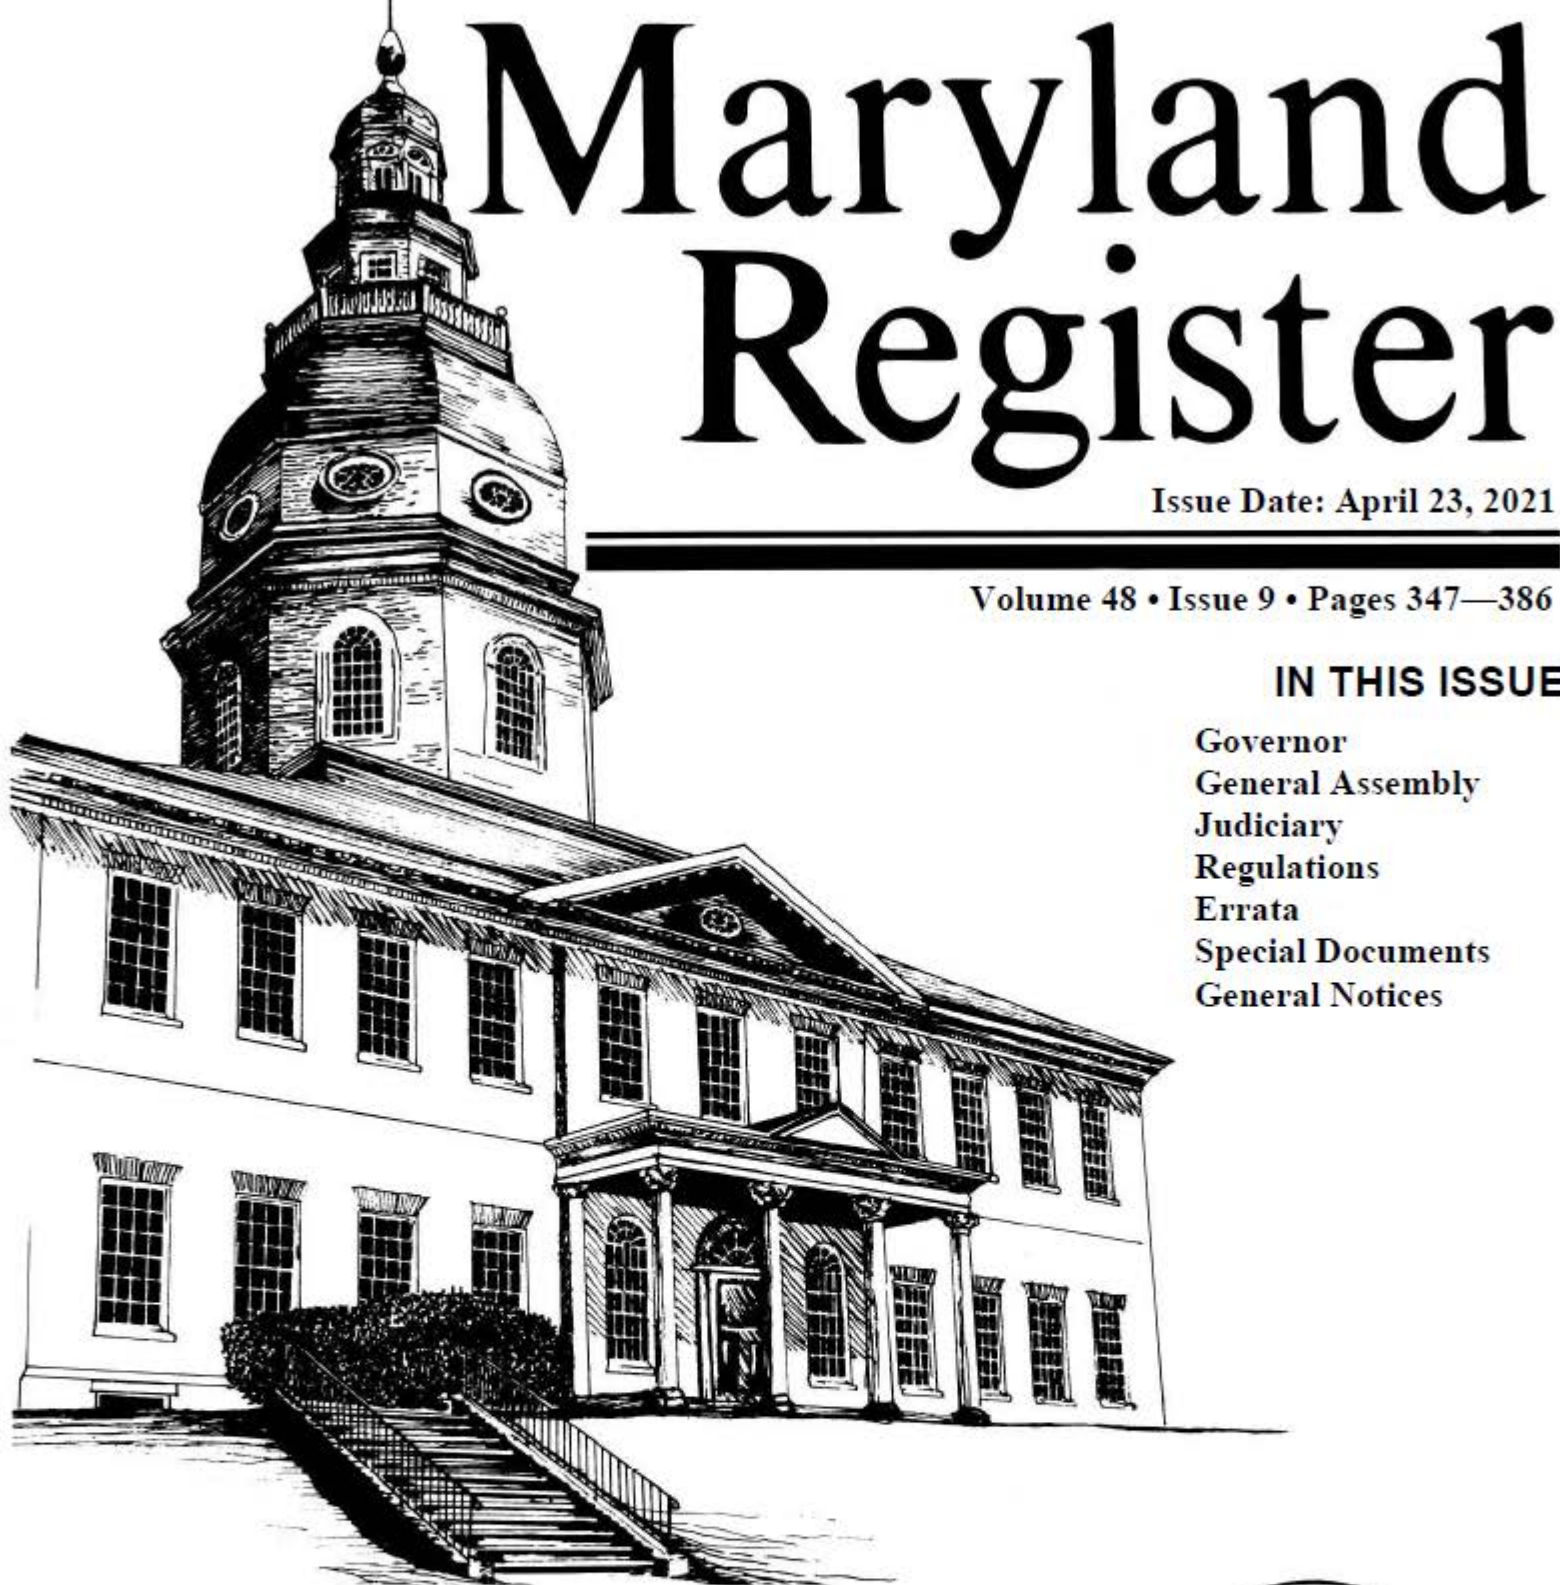 Maryland
Register
Issue Date: April 23, 2021
Volume 48 • Issue 9 • Pages 347—386
IN THIS ISSUE
Governor
General Assembly
Judiciary
Regulations
Errata
Special Documents
General Notices